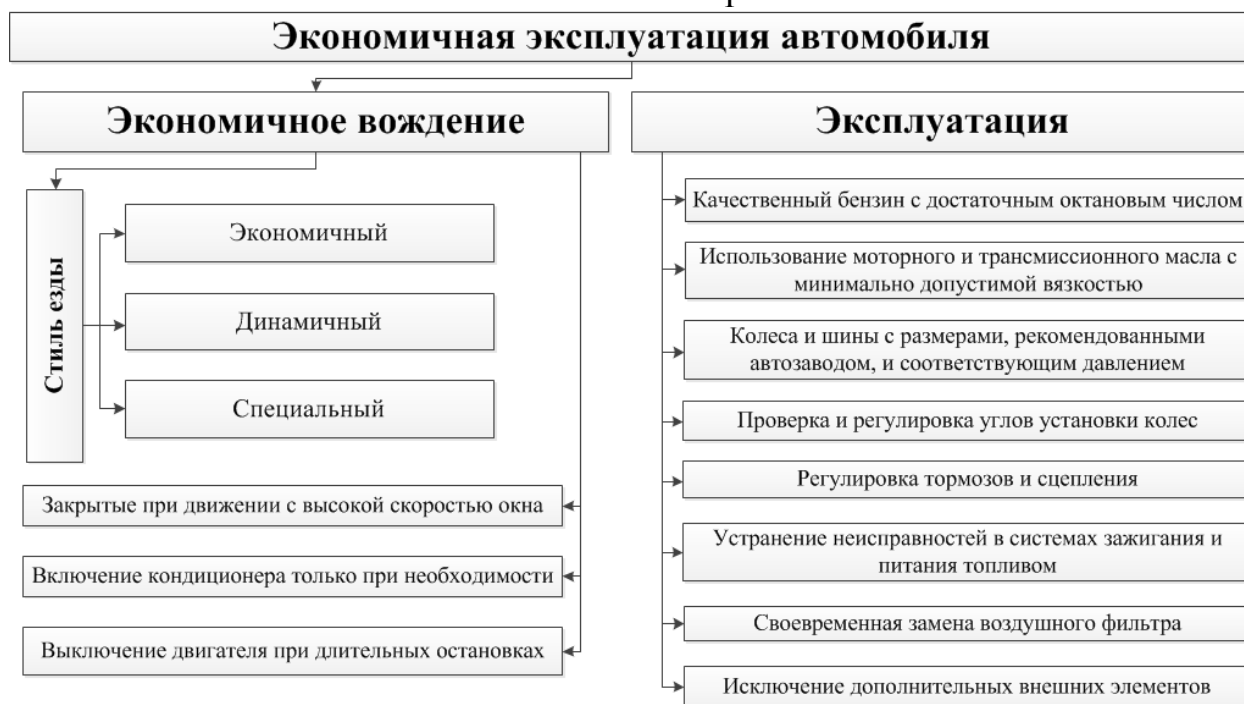 Экономичная эксплуатация автомобиля
Экономичное вождение
Стиль езды
Экономичный
Динамичный
Специальный
Закрытые при движении с высокой скоростью окна
Включение кондиционера только при необходимости
Выключение двигателя при длительных остановках
Эксплуатация
Качественный бензин с достаточным октановым числом
Использование моторного и трансмиссионного масла с
минимально допустимой вязкостью
Колеса и шины с размерами, рекомендованными
автозаводом, и соответствующим давлением
Проверка и регулировка углов установки колес
Регулировка тормозов и сцепления
Устранение неисправностей в системах зажигания и
питания топливом
Своевременная замена воздушного фильтра
Исключение дополнительных внешних элементов